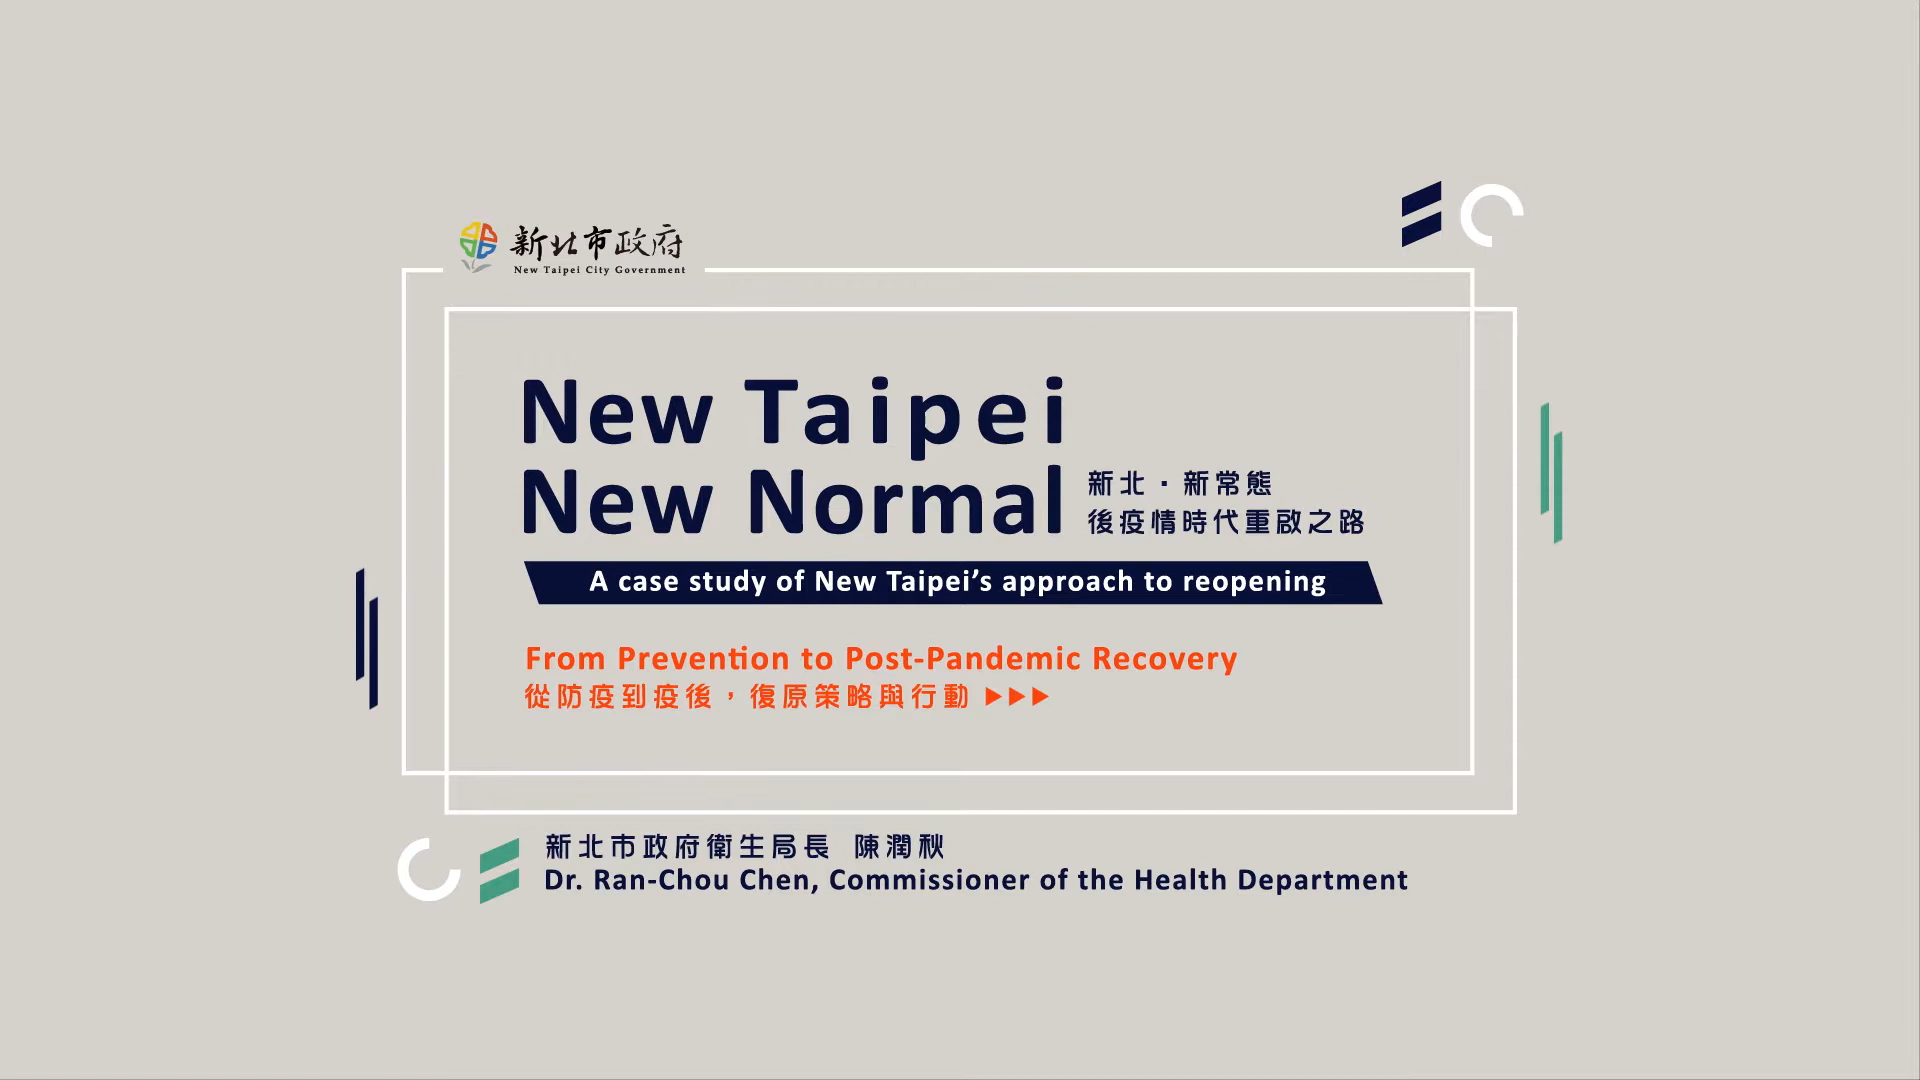 新北市政府
New Taipei City Government
New Taipei
New Normal
新北·新常態
後疫情時代重啟之路
A case study of New Taipei's approach to reopening
From Prevention to Post-Pandemic Recovery
從防疫到疫後，復原策略與行動 ▶▶▶
新北市政府衛生局長 陳潤秋
Dr. Ran-Chou Chen, Commissioner of the Health Department